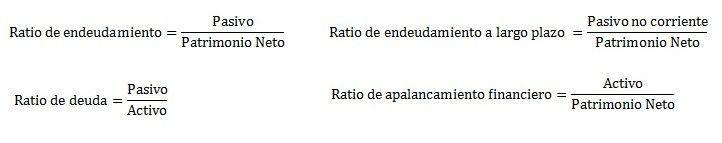 Ratio de endeudamiento = Pasivo / Patrimonio Neto
Ratio de endeudamiento a largo plazo = Pasivo no corriente / Patrimonio Neto
Ratio de deuda = Pasivo / Activo
Ratio de apalancamiento financiero = Activo / Patrimonio Neto